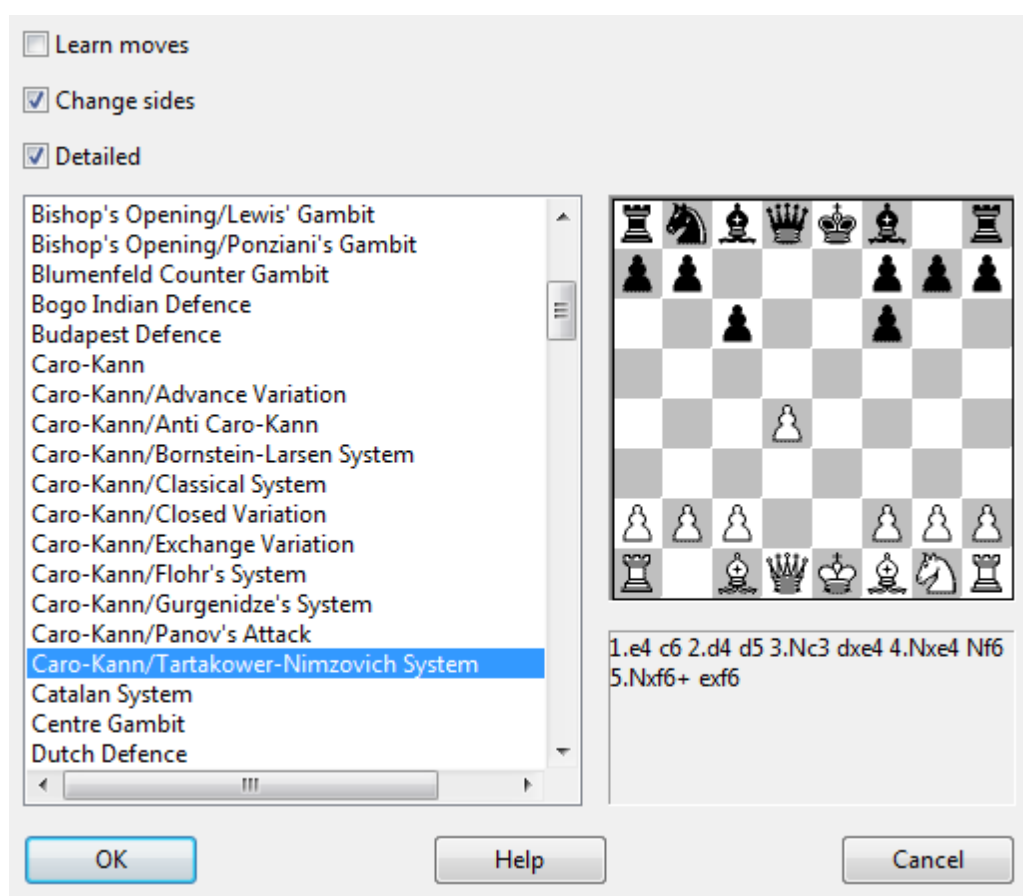 Learn moves
Change sides
Detailed
Bishop's Opening/Lewis' Gambit
Bishop's Opening/Ponziani's Gambit
Blumenfeld Counter Gambit
Bogo Indian Defence
Budapest Defence
Caro-Kann
Caro-Kann/Advance Variation
Caro-Kann/Anti Caro-Kann
Caro-Kann/Bornstein-Larsen System
Caro-Kann/Classical System
Caro-Kann/Closed Variation
Caro-Kann/Exchange Variation
Caro-Kann/Flohr's System
Caro-Kann/Gurgenidze's System
Caro-Kann/Panov's Attack
Caro-Kann/Tartakower-Nimzovich System
Catalan System
Centre Gambit
Dutch Defence
1.e4 c6 2.d4 d5 3.Nc3 dxe4 4.Nxe4 Nf6
5.Nxf6+ exf6
OK
Help
Cancel